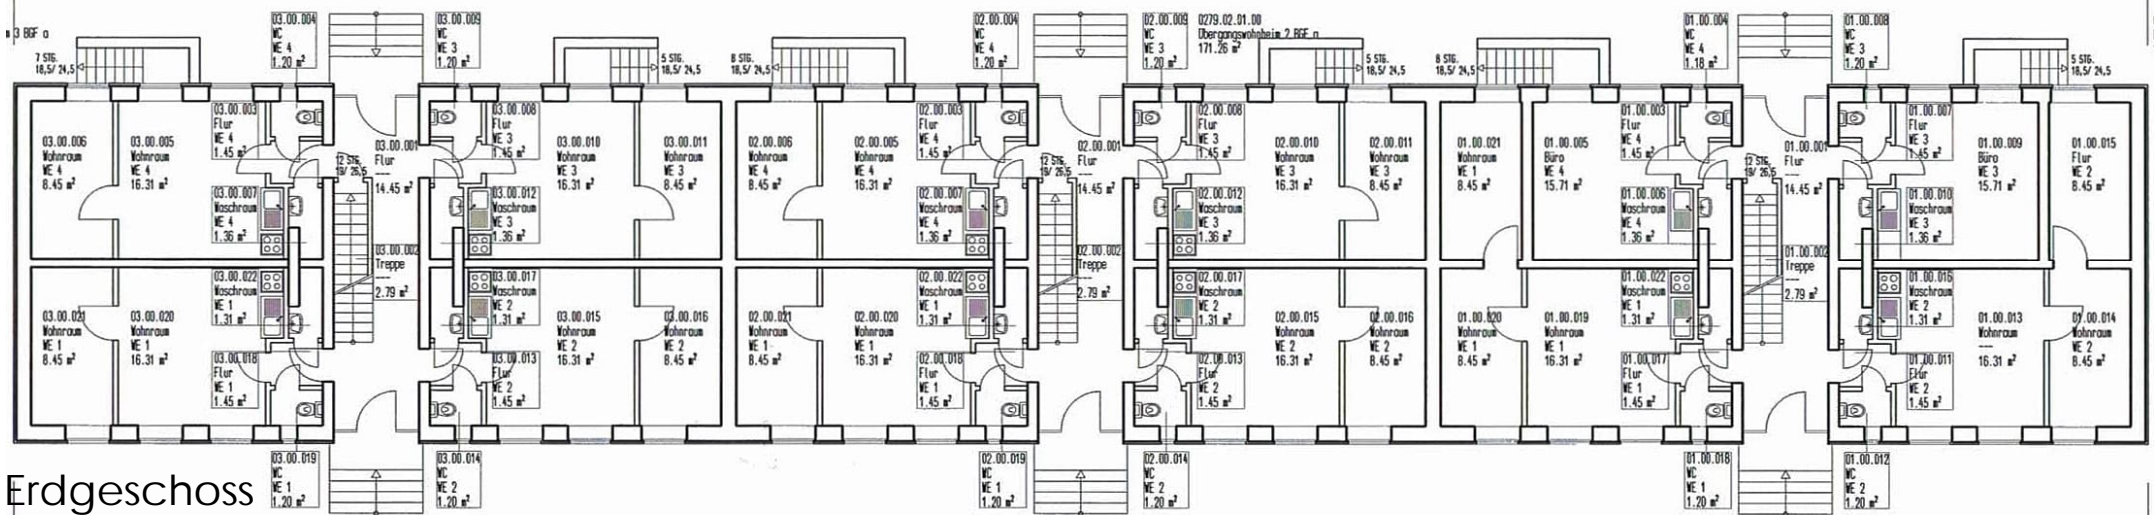 03.00.004
WC
WE 4
1.20 m²
03.00.009
WC
WE 3
1.20 m²
02.00.004
WC
WE 4
1.20 m²
02.00.009
WC
WE 3
1.20 m²
0279.02.01.00
Übergangswohnheim 2 BGF a
171.26 m²
01.00.004
WC
WE 4
1.18 m²
01.00.008
WC
WE 3
1.20 m²
3 BGF a
7 STG.
18,5/ 24,5
5 STG.
18,5/ 24,5
8 STG.
18,5/ 24,5
5 STG.
18,5/ 24,5
8 STG.
18,5/ 24,5
5 STG.
18,5/ 24,5
03.00.006
Wohnraum
WE 4
8.45 m²
03.00.005
Wohnraum
WE 4
16.31 m²
03.00.003
Flur
WE 4
1.45 m²
03.00.007
Waschraum
WE 4
1.36 m²
12 STG.
19/ 26,5
03.00.001
Flur
---
14.45 m²
03.00.002
Treppe
---
2.79 m²
03.00.008
Flur
WE 3
1.45 m²
03.00.012
Waschraum
WE 3
1.36 m²
03.00.010
Wohnraum
WE 3
16.31 m²
03.00.011
Wohnraum
WE 3
8.45 m²
02.00.006
Wohnraum
WE 4
8.45 m²
02.00.005
Wohnraum
WE 4
16.31 m²
02.00.003
Flur
WE 4
1.45 m²
02.00.007
Waschraum
WE 4
1.36 m²
12 STG.
19/ 26,5
02.00.001
Flur
---
14.45 m²
02.00.002
Treppe
---
2.79 m²
02.00.008
Flur
WE 3
1.45 m²
02.00.012
Waschraum
WE 3
1.36 m²
02.00.010
Wohnraum
WE 3
16.31 m²
02.00.011
Wohnraum
WE 3
8.45 m²
01.00.021
Wohnraum
WE 1
8.45 m²
01.00.005
Büro
WE 4
15.71 m²
01.00.003
Flur
WE 4
1.45 m²
01.00.006
Waschraum
WE 4
1.36 m²
12 STG.
19/ 26,5
01.00.001
Flur
---
14.45 m²
01.00.002
Treppe
---
2.79 m²
01.00.007
Flur
WE 3
1.45 m²
01.00.010
Waschraum
WE 3
1.36 m²
01.00.009
Büro
WE 3
15.71 m²
01.00.015
Flur
WE 2
8.45 m²
03.00.021
Wohnraum
WE 1
8.45 m²
03.00.020
Wohnraum
WE 1
16.31 m²
03.00.022
Waschraum
WE 1
1.31 m²
03.00.018
Flur
WE 1
1.45 m²
03.00.017
Waschraum
WE 2
1.31 m²
03.00.013
Flur
WE 2
1.45 m²
03.00.015
Wohnraum
WE 2
16.31 m²
03.00.016
Wohnraum
WE 2
8.45 m²
02.00.021
Wohnraum
WE 1
8.45 m²
02.00.020
Wohnraum
WE 1
16.31 m²
02.00.022
Waschraum
WE 1
1.31 m²
02.00.018
Flur
WE 1
1.45 m²
02.00.017
Waschraum
WE 2
1.31 m²
02.00.013
Flur
WE 2
1.45 m²
02.00.015
Wohnraum
WE 2
16.31 m²
02.00.016
Wohnraum
WE 2
8.45 m²
01.00.020
Wohnraum
WE 1
8.45 m²
01.00.019
Wohnraum
WE 1
16.31 m²
01.00.022
Waschraum
WE 1
1.31 m²
01.00.017
Flur
WE 1
1.45 m²
01.00.016
Waschraum
WE 2
1.31 m²
01.00.011
Flur
WE 2
1.45 m²
01.00.013
Wohnraum
---
16.31 m²
01.00.014
Wohnraum
WE 2
8.45 m²
03.00.019
WC
WE 1
1.20 m²
03.00.014
WC
WE 2
1.20 m²
02.00.019
WC
WE 1
1.20 m²
02.00.014
WC
WE 2
1.20 m²
01.00.018
WC
WE 1
1.20 m²
01.00.012
WC
WE 2
1.20 m²
Erdgeschoss